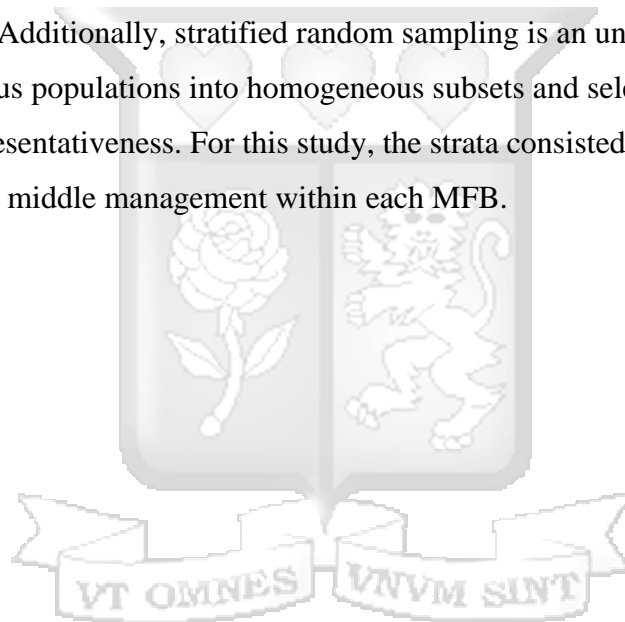 Additionally, stratified random sampling is an un
us populations into homogeneous subsets and sele
esentativeness. For this study, the strata consisted
middle management within each MFB.
VT OMNES VNVM SINT